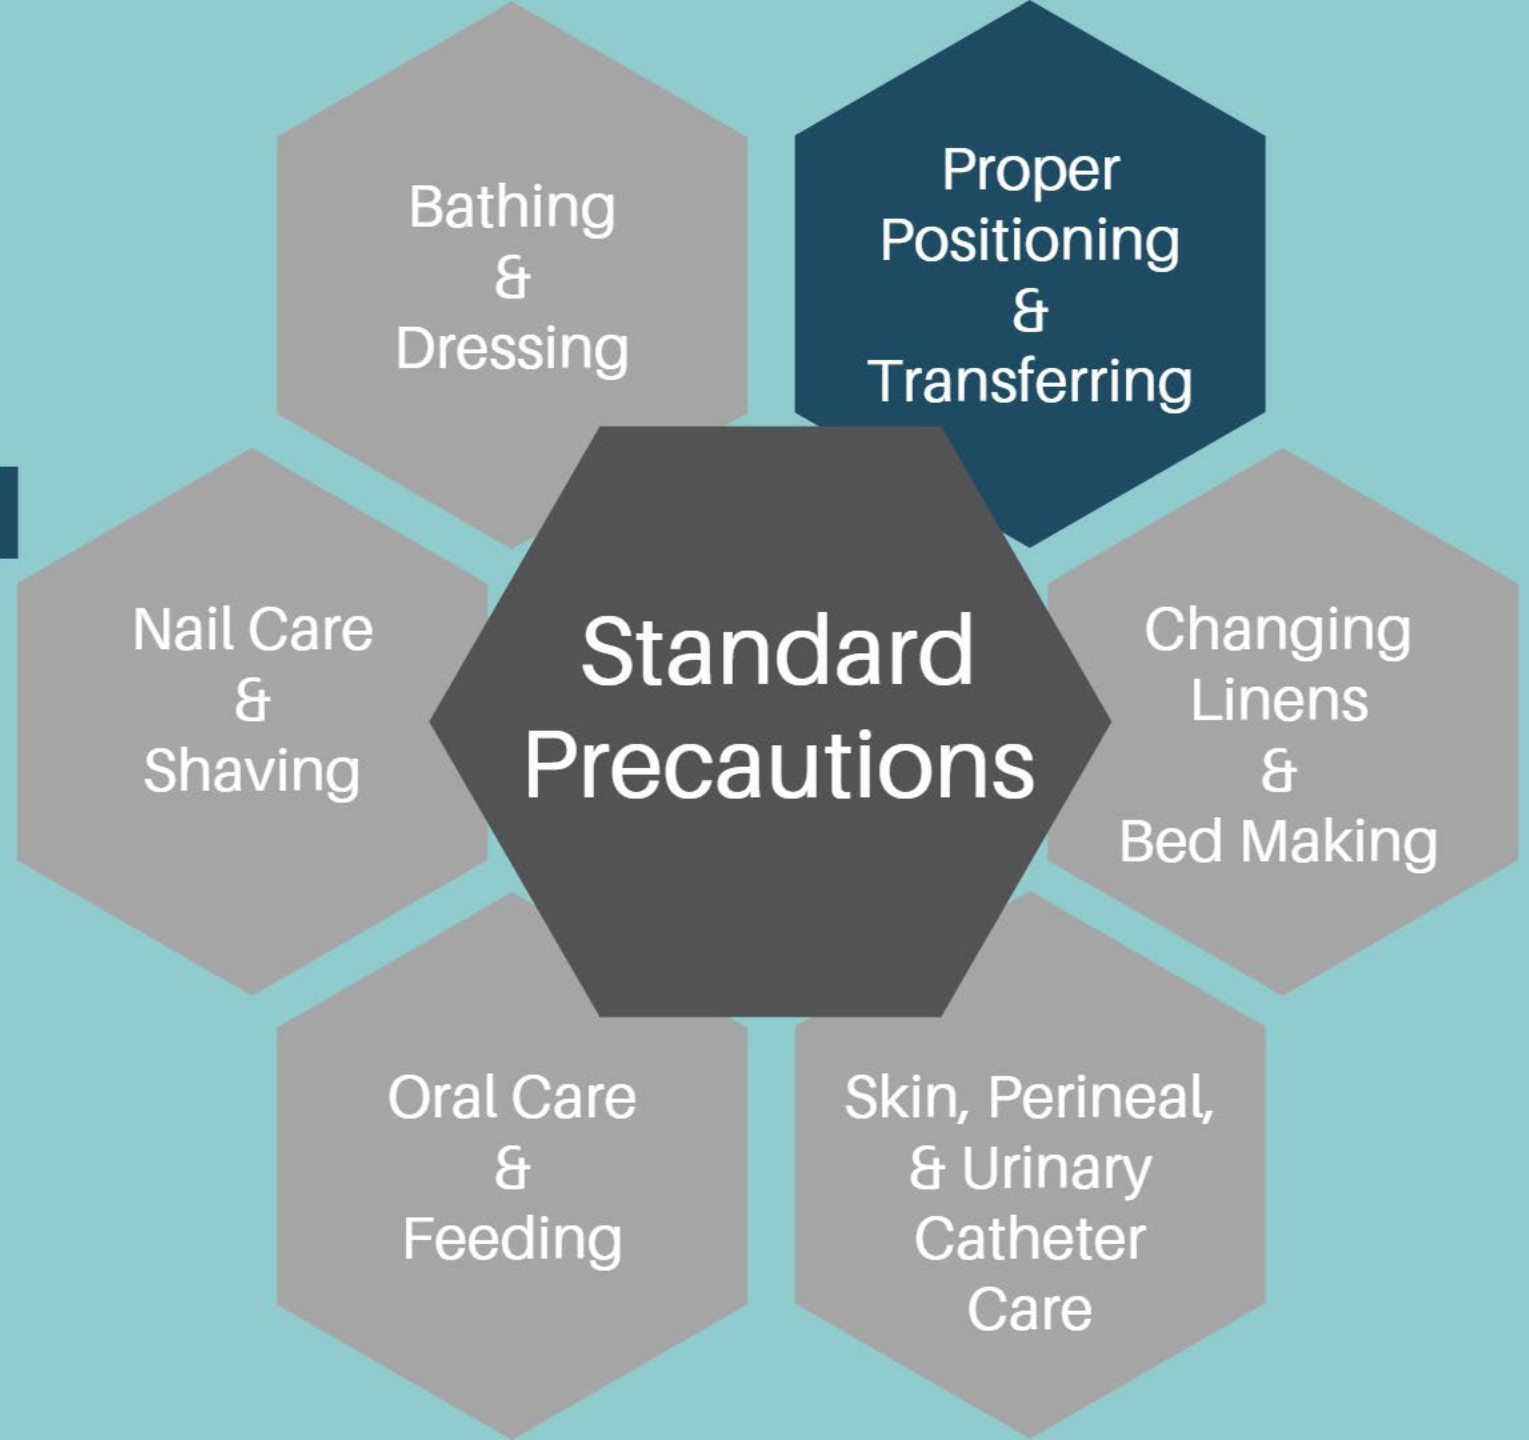 Bathing
&
Dressing
Proper
Positioning
&
Transferring
Nail Care
&
Shaving
Standard
Precautions
Changing
Linens
&
Bed Making
Oral Care
&
Feeding
Skin, Perineal,
& Urinary
Catheter
Care